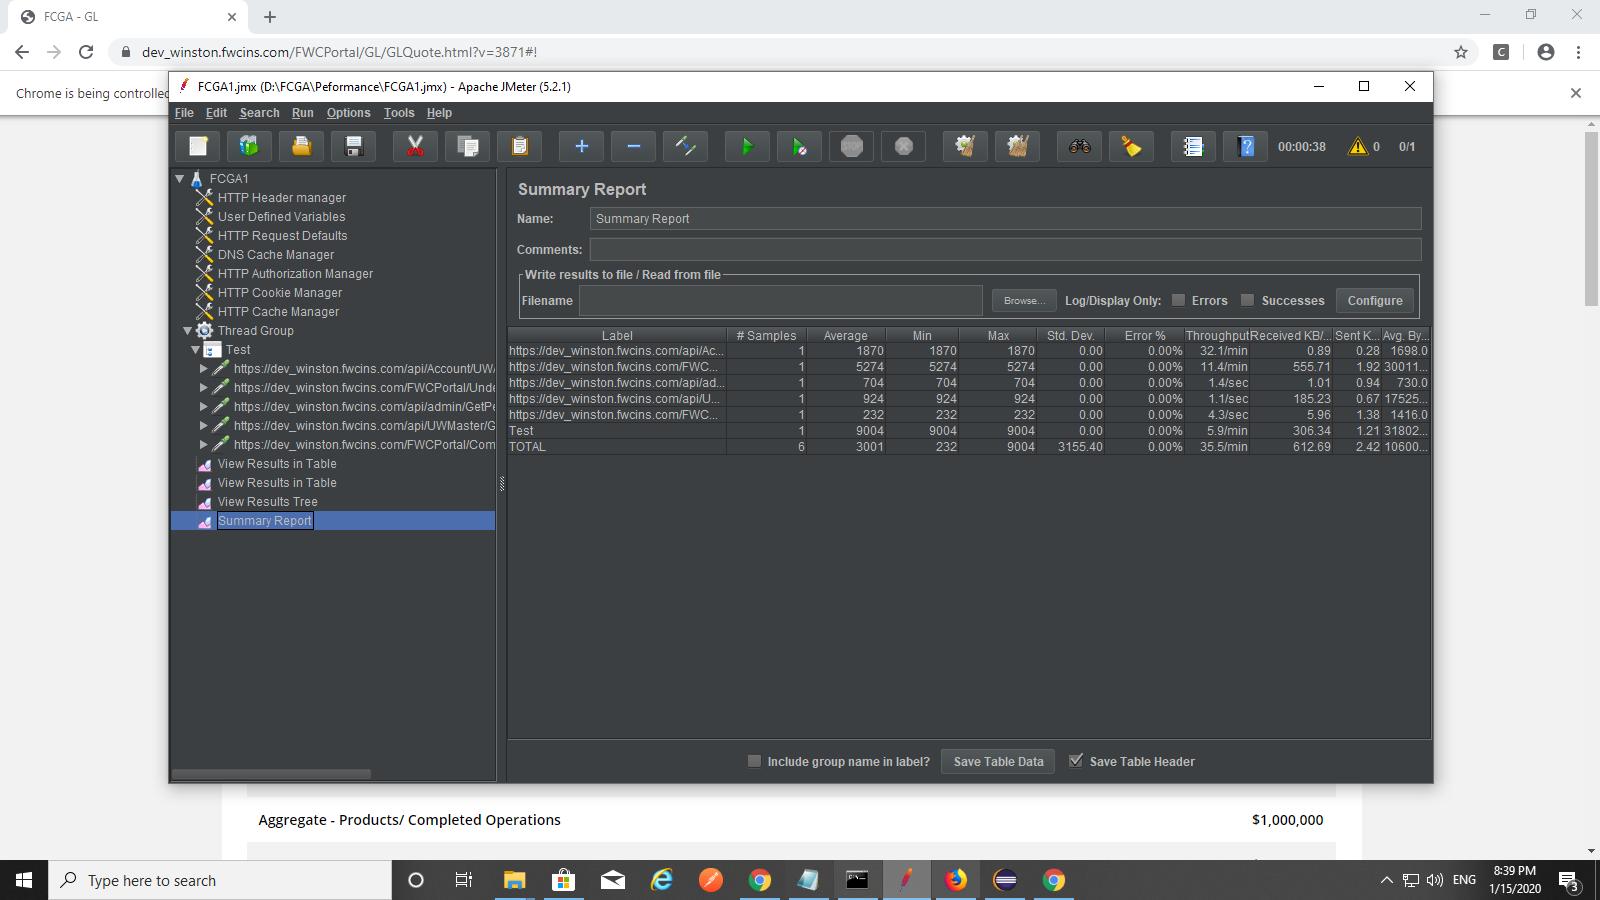 FCGA - GL
dev_winston.fwcins.com/FWCPortal/GL/GLQuote.html?v=3871#!
Chrome is being controlled
FCGA1.jmx (D:\FCGA\Peformance\FCGA1.jmx) - Apache JMeter (5.2.1)
File Edit Search Run Options Tools Help
STOP 00:00:38 0 0/1
FCGA1
HTTP Header manager
User Defined Variables
HTTP Request Defaults
DNS Cache Manager
HTTP Authorization Manager
HTTP Cookie Manager
HTTP Cache Manager
Thread Group
Test
https://dev_winston.fwcins.com/api/Account/UW
https://dev_winston.fwcins.com/FWCPortal/Unde
https://dev_winston.fwcins.com/api/admin/GetPe
https://dev_winston.fwcins.com/api/UWMaster/G
https://dev_winston.fwcins.com/FWCPortal/Com
View Results in Table
View Results in Table
View Results Tree
Summary Report
Summary Report
Name: Summary Report
Comments:
Write results to file / Read from file
Filename Browse... Log/Display Only: Errors Successes Configure
Label # Samples Average Min Max Std. Dev. Error % Throughput Received KB/... Sent K... Avg. By...
https://dev_winston.fwcins.com/api/Ac... 1 1870 1870 1870 0.00 0.00% 32.1/min 0.89 0.28 1698.0
https://dev_winston.fwcins.com/FWC... 1 5274 5274 5274 0.00 0.00% 11.4/min 555.71 1.92 30011...
https://dev_winston.fwcins.com/api/ad... 1 704 704 704 0.00 0.00% 1.4/sec 1.01 0.94 730.0
https://dev_winston.fwcins.com/api/U... 1 924 924 924 0.00 0.00% 1.1/sec 185.23 0.67 17525...
https://dev_winston.fwcins.com/FWC... 1 232 232 232 0.00 0.00% 4.3/sec 5.96 1.38 1416.0
Test 1 9004 9004 9004 0.00 0.00% 5.9/min 306.34 1.21 31802...
TOTAL 6 3001 232 9004 3155.40 0.00% 35.5/min 612.69 2.42 10600...
Include group name in label? Save Table Data Save Table Header
Aggregate - Products/ Completed Operations $1,000,000
Type here to search
ENG
8:39 PM
1/15/2020
3